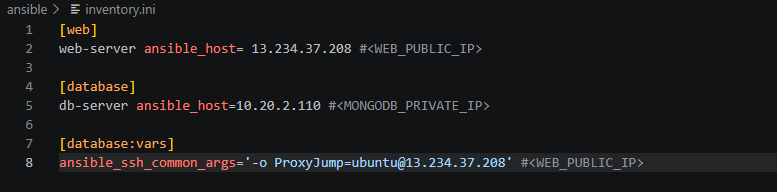 ansible > inventory.ini
1 [web]
2 web-server ansible_host= 13.234.37.208 #<WEB_PUBLIC_IP>
3
4 [database]
5 db-server ansible_host=10.20.2.110 #<MONGODB_PRIVATE_IP>
6
7 [database:vars]
8 ansible_ssh_common_args='-o ProxyJump=ubuntu@13.234.37.208' #<WEB_PUBLIC_IP>